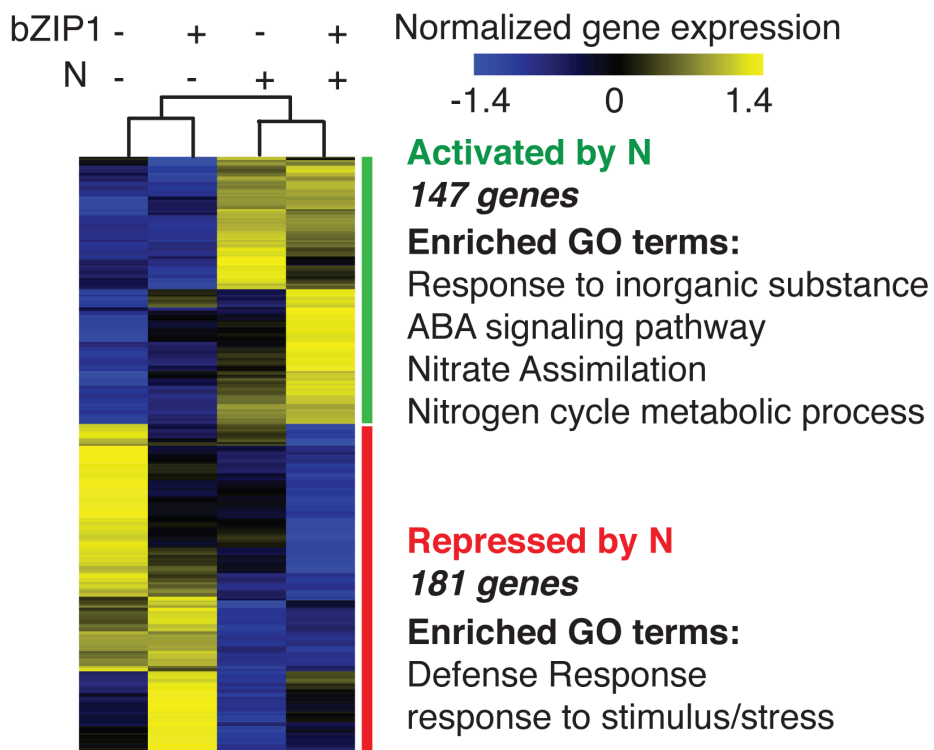 bZIP1 - + - +
N - - + +
Normalized gene expression
-1.4 0 1.4
Activated by N
147 genes
Enriched GO terms:
Response to inorganic substance
ABA signaling pathway
Nitrate Assimilation
Nitrogen cycle metabolic process
Repressed by N
181 genes
Enriched GO terms:
Defense Response
response to stimulus/stress